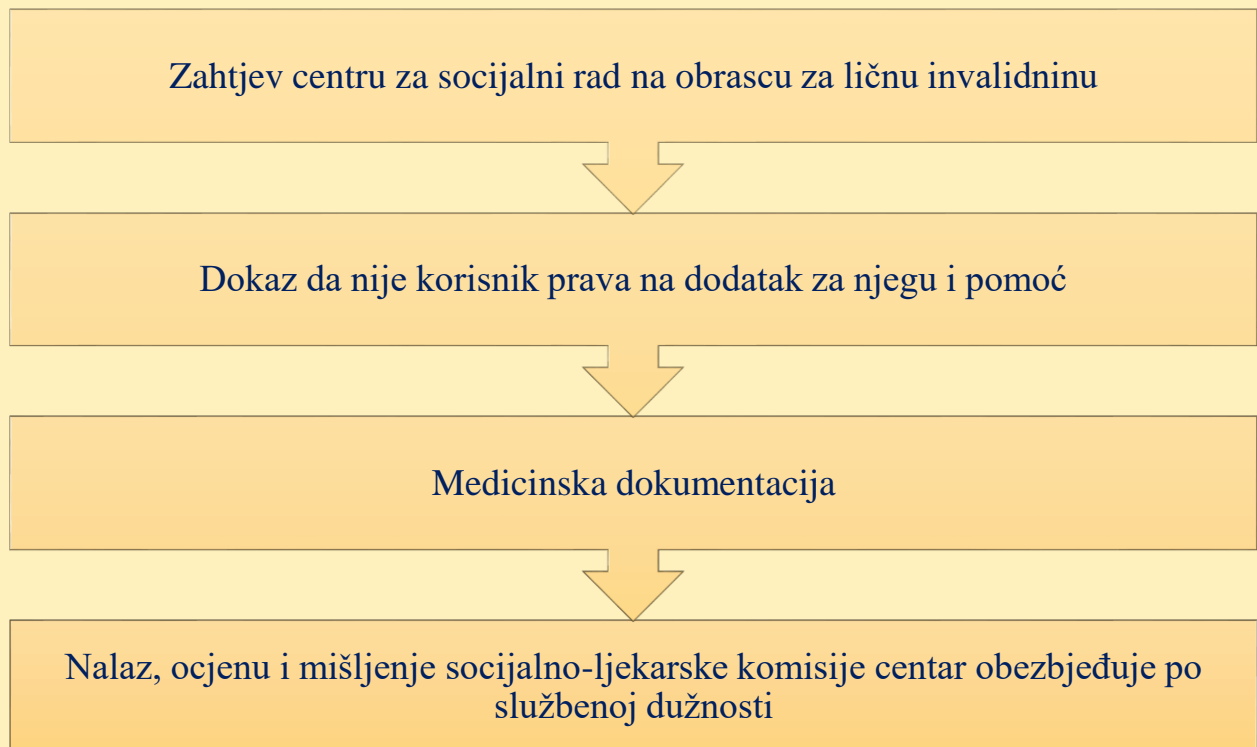 Zahtjev centru za socijalni rad na obrascu za ličnu invalidninu
Dokaz da nije korisnik prava na dodatak za njegu i pomoć
Medicinska dokumentacija
Nalaz, ocjenu i mišljenje socijalno-ljekarske komisije centar obezbjeđuje po
službenoj dužnosti